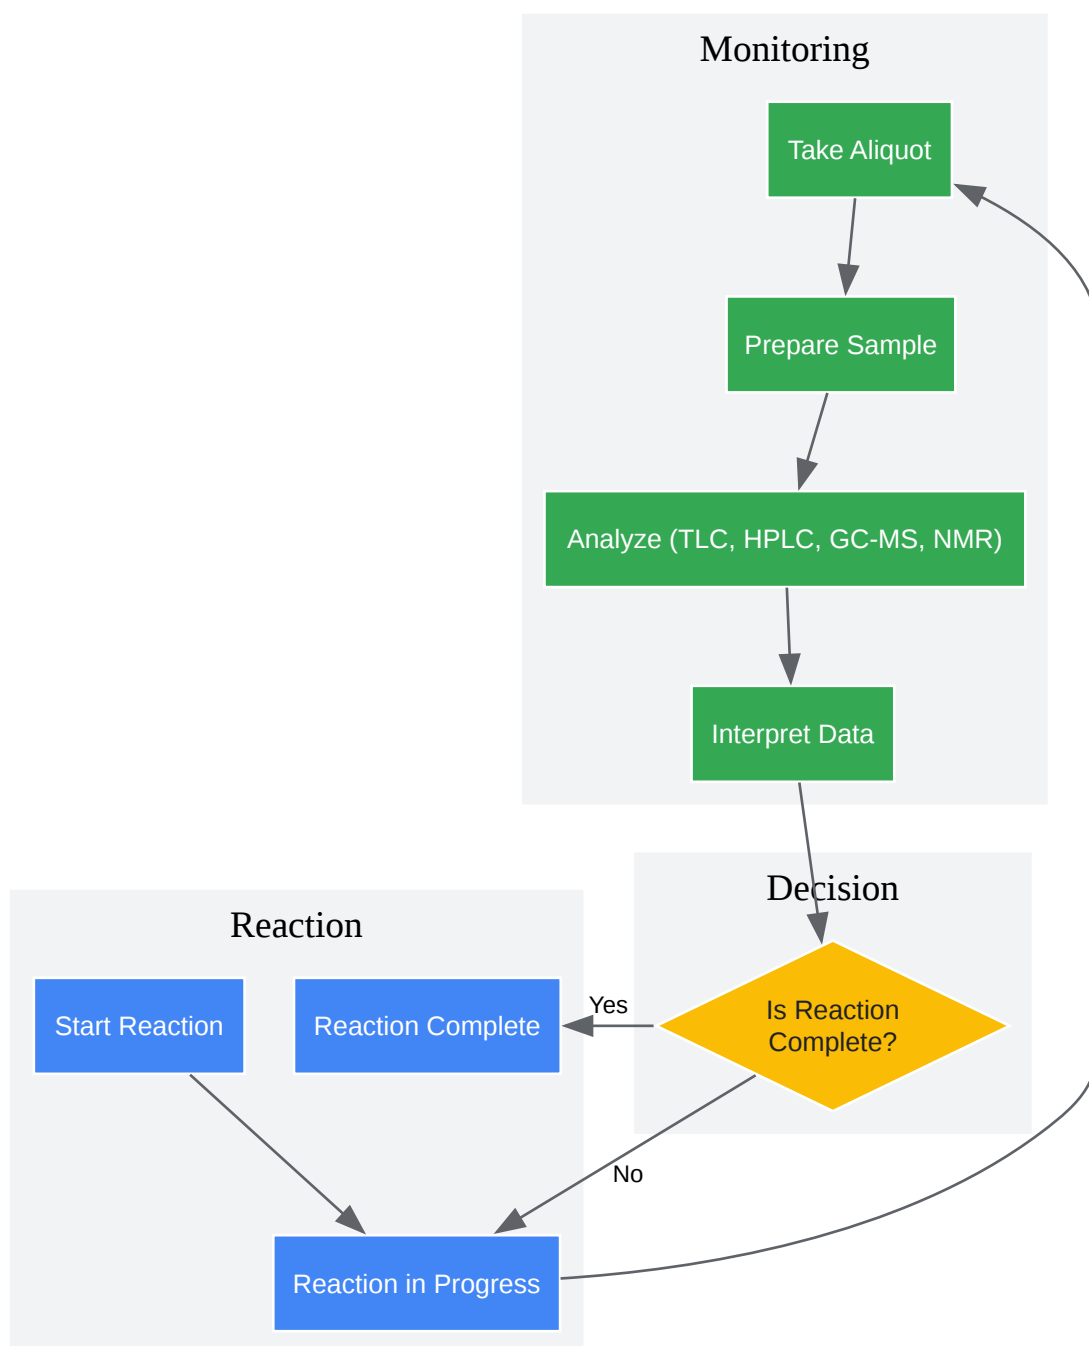 Monitoring
Take Aliquot
Prepare Sample
Analyze (TLC, HPLC, GC-MS, NMR)
Interpret Data
Decision
Reaction
Start Reaction
Reaction Complete
Yes
Is Reaction
Complete?
No
Reaction in Progress